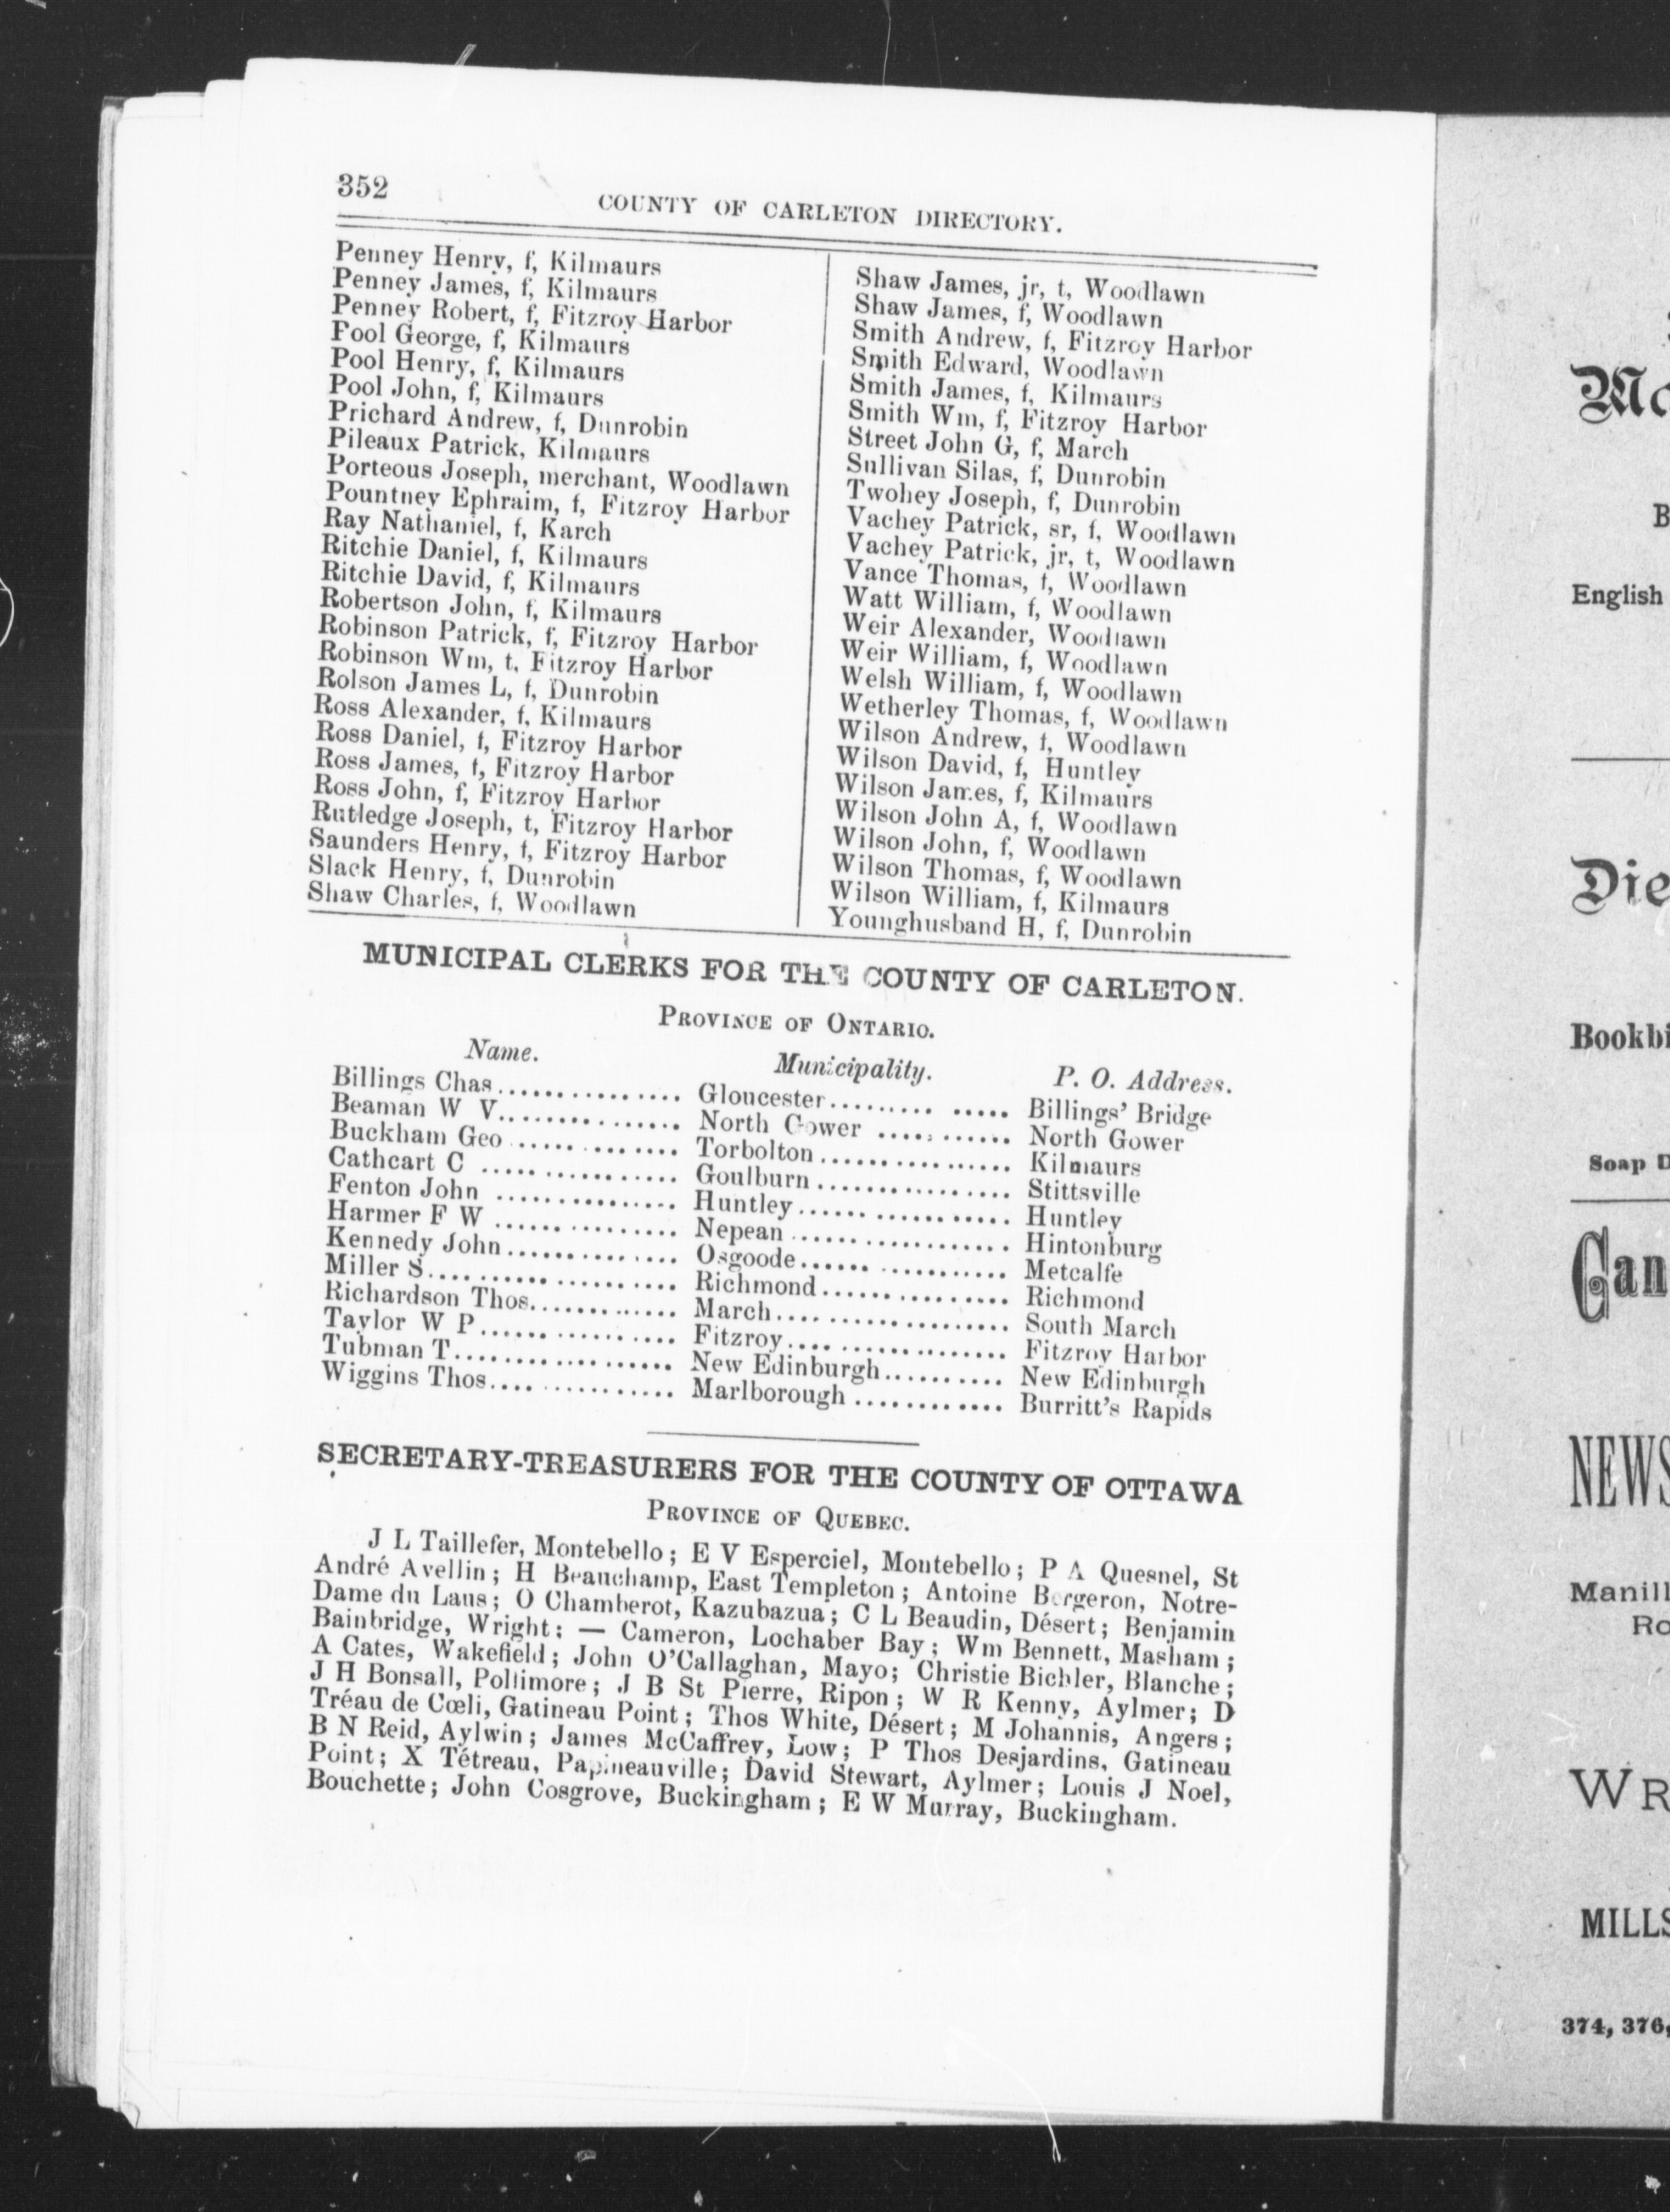 352
COUNTY OF CARLETON DIRECTORY.
Penney Henry, f, Kilmaurs
Penney James, f, Kilmaurs
Penney Robert, f, Fitzroy Harbor
Pool George, f, Kilmaurs
Pool Henry, f, Kilmaurs
Pool John, f, Kilmaurs
Prichard Andrew, f, Dunrobin
Pileaux Patrick, Kilmaurs
Porteous Joseph, merchant, Woodlawn
Pountney Ephraim, f, Fitzroy Harbor
Ray Nathaniel, f, Karch
Ritchie Daniel, f, Kilmaurs
Ritchie David, f, Kilmaurs
Robertson John, f, Kilmaurs
Robinson Patrick, f, Fitzroy Harbor
Robinson Wm, t, Fitzroy Harbor
Rolson James L, f, Dunrobin
Ross Alexander, f, Kilmaurs
Ross Daniel, f, Fitzroy Harbor
Ross James, f, Fitzroy Harbor
Ross John, f, Fitzroy Harbor
Rutledge Joseph, t, Fitzroy Harbor
Saunders Henry, f, Fitzroy Harbor
Slack Henry, f, Dunrobin
Shaw Charles, f, Woodlawn
Shaw James, jr, t, Woodlawn
Shaw James, f, Woodlawn
Smith Andrew, f, Fitzroy Harbor
Smith Edward, Woodlawn
Smith James, f, Kilmaurs
Smith Wm, f, Fitzroy Harbor
Street John G, f, March
Sullivan Silas, f, Dunrobin
Twohey Joseph, f, Dunrobin
Vachey Patrick, sr, f, Woodlawn
Vachey Patrick, jr, t, Woodlawn
Vance Thomas, f, Woodlawn
Watt William, f, Woodlawn
Weir Alexander, Woodlawn
Weir William, f, Woodlawn
Welsh William, f, Woodlawn
Wetherley Thomas, f, Woodlawn
Wilson Andrew, f, Woodlawn
Wilson David, f, Huntley
Wilson James, f, Kilmaurs
Wilson John A, f, Woodlawn
Wilson John, f, Woodlawn
Wilson Thomas, f, Woodlawn
Wilson William, f, Kilmaurs
Younghusband H, f, Dunrobin
MUNICIPAL CLERKS FOR THE COUNTY OF CARLETON.
PROVINCE OF ONTARIO.
Name. Municipality. P. O. Address.
Billings Chas................ Gloucester......... ..... Billings' Bridge
Beaman W V............... North Gower ........... North Gower
Buckham Geo .............. Torbolton................ Kilmaurs
Cathcart C ................ Goulburn................ Stittsville
Fenton John ............... Huntley...... ........... Huntley
Harmer F W ............... Nepean.................. Hintonburg
Kennedy John.............. Osgoode...... .......... Metcalfe
Miller S.................... Richmond............... Richmond
Richardson Thos............ March................... South March
Taylor W P................ Fitzroy.................. Fitzroy Harbor
Tubman T.................. New Edinburgh.......... New Edinburgh
Wiggins Thos............... Marlborough............ Burritt's Rapids
SECRETARY-TREASURERS FOR THE COUNTY OF OTTAWA
PROVINCE OF QUEBEC.
J L Taillefer, Montebello; E V Esperciel, Montebello; P A Quesnel, St
André Avellin; H Beauchamp, East Templeton; Antoine Bergeron, Notre-
Dame du Laus; O Chamberot, Kazubazua; C L Beaudin, Désert; Benjamin
Bainbridge, Wright; — Cameron, Lochaber Bay; Wm Bennett, Masham;
A Cates, Wakefield; John O'Callaghan, Mayo; Christie Bichler, Blanche;
J H Bonsall, Pollimore; J B St Pierre, Ripon; W R Kenny, Aylmer; D
Tréau de Cœli, Gatineau Point; Thos White, Désert; M Johannis, Angers;
B N Reid, Aylwin; James McCaffrey, Low; P Thos Desjardins, Gatineau
Point; X Tétreau, Papineauville; David Stewart, Aylmer; Louis J Noel,
Bouchette; John Cosgrove, Buckingham; E W Murray, Buckingham.
English
Die
Bookbi
Soap D
Can
NEWS
Manill
Ro
WR
MILLS
374, 376,